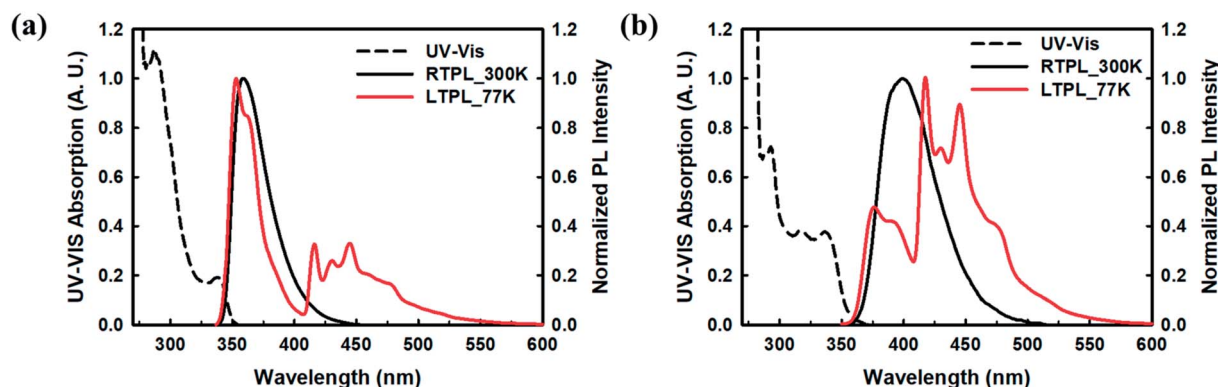 (a)
UV-VIS Absorption (A. U.)
1.2
1.0
0.8
0.6
0.4
0.2
0.0
UV-Vis
RTPL_300K
LTPL_77K
1.2
1.0
0.8
0.6
0.4
0.2
0.0
Normalized PL Intensity
300 350 400 450 500 550 600
Wavelength (nm)
(b)
UV-VIS Absorption (A. U.)
1.2
1.0
0.8
0.6
0.4
0.2
0.0
UV-Vis
RTPL_300K
LTPL_77K
1.2
1.0
0.8
0.6
0.4
0.2
0.0
Normalized PL Intensity
300 350 400 450 500 550 600
Wavelength (nm)